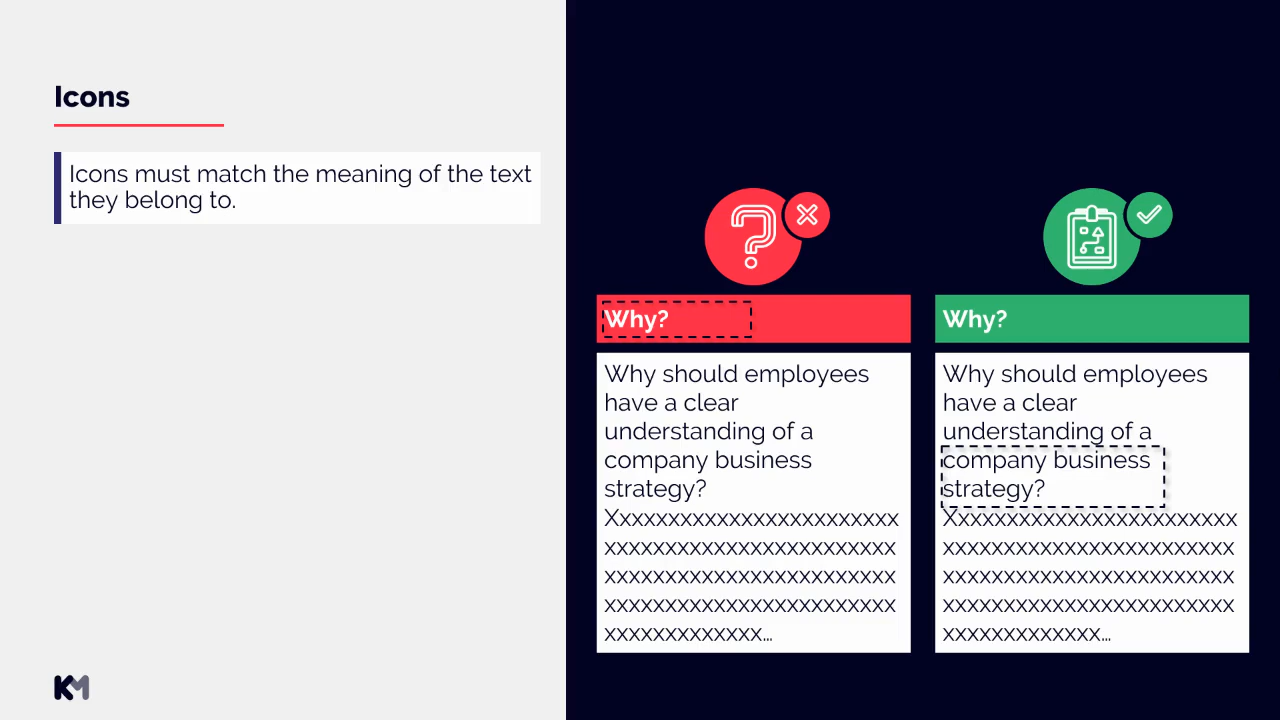 Icons
Icons must match the meaning of the text
they belong to.
Why?
Why should employees
have a clear
understanding of a
company business
strategy?
Xxxxxxxxxxxxxxxxxxxxxxxx
xxxxxxxxxxxxxxxxxxxxxxxx
xxxxxxxxxxxxxxxxxxxxxxxx
xxxxxxxxxxxxxxxxxxxxxxxx
xxxxxxxxxxxxx…
Why?
Why should employees
have a clear
understanding of a
company business
strategy?
Xxxxxxxxxxxxxxxxxxxxxxxx
xxxxxxxxxxxxxxxxxxxxxxxx
xxxxxxxxxxxxxxxxxxxxxxxx
xxxxxxxxxxxxxxxxxxxxxxxx
xxxxxxxxxxxxx…
KM